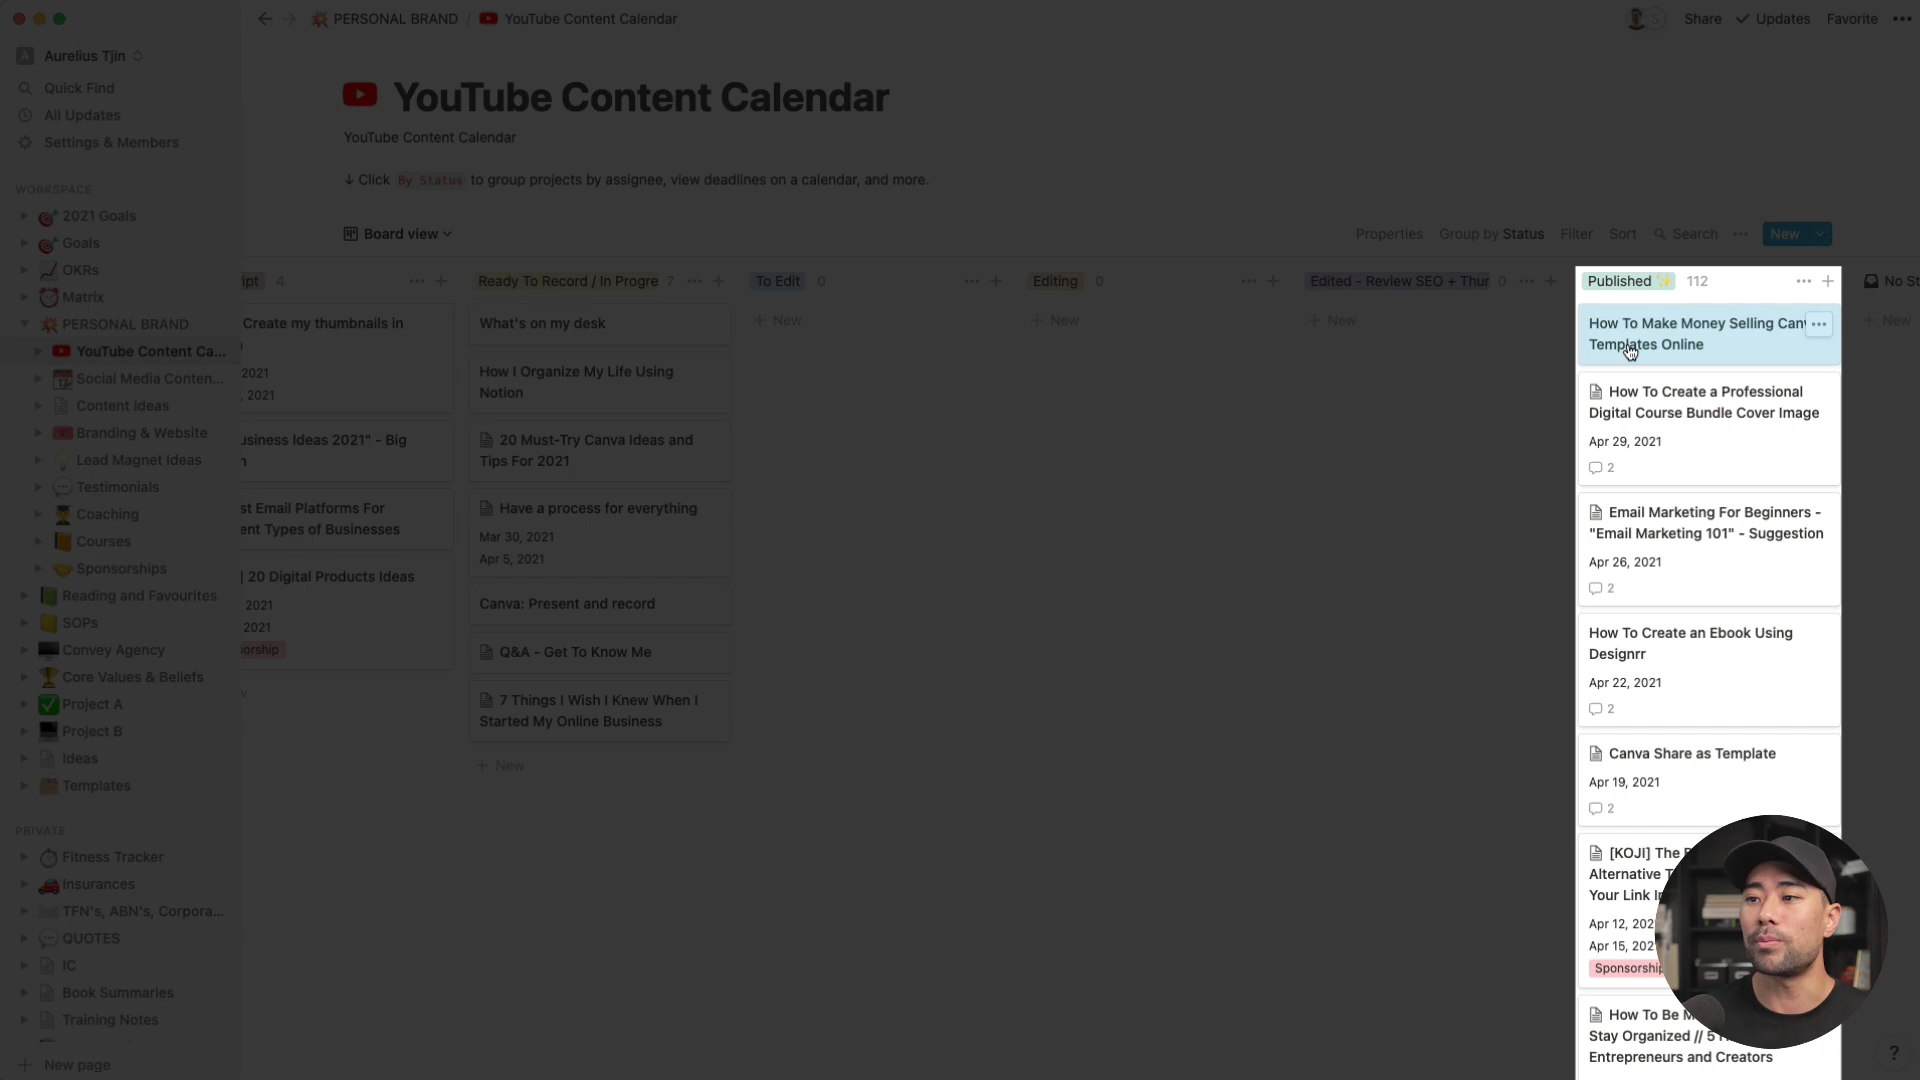 PERSONAL BRAND / YouTube Content Calendar
Share
Updates
Favorite
A Aurelius Tjin
Quick Find
All Updates
Settings & Members
WORKSPACE
2021 Goals
Goals
OKRs
Matrix
PERSONAL BRAND
YouTube Content Ca...
Social Media Conten...
Content Ideas
Branding & Website
Lead Magnet Ideas
Testimonials
Coaching
Courses
Sponsorships
Reading and Favourites
SOPs
Convey Agency
Core Values & Beliefs
Project A
Project B
Ideas
Templates
PRIVATE
Fitness Tracker
Insurances
TFN's, ABN's, Corpora...
QUOTES
IC
Book Summaries
Training Notes
New page
YouTube Content Calendar
YouTube Content Calendar
↓ Click By Status to group projects by assignee, view deadlines on a calendar, and more.
Board view
Properties
Group by Status
Filter
Sort
Search
New
ipt 4
Create my thumbnails in
2021
, 2021
usiness Ideas 2021" - Big
n
st Email Platforms For
ent Types of Businesses
| 20 Digital Products Ideas
2021
2021
sorship
Ready To Record / In Progre 7
What's on my desk
How I Organize My Life Using
Notion
20 Must-Try Canva Ideas and
Tips For 2021
Have a process for everything
Mar 30, 2021
Apr 5, 2021
Canva: Present and record
Q&A - Get To Know Me
7 Things I Wish I Knew When I
Started My Online Business
+ New
To Edit 0
+ New
Editing 0
+ New
Edited - Review SEO + Thur 0
+ New
Published ✨ 112
How To Make Money Selling Canv
Templates Online
How To Create a Professional
Digital Course Bundle Cover Image
Apr 29, 2021
2
Email Marketing For Beginners -
"Email Marketing 101" - Suggestion
Apr 26, 2021
2
How To Create an Ebook Using
Designrr
Apr 22, 2021
2
Canva Share as Template
Apr 19, 2021
2
[KOJI] The
Alternative T
Your Link I
Apr 12, 202
Apr 15, 202
Sponsorship
How To Be M
Stay Organized // 5
Entrepreneurs and Creators
No St
+ New
?